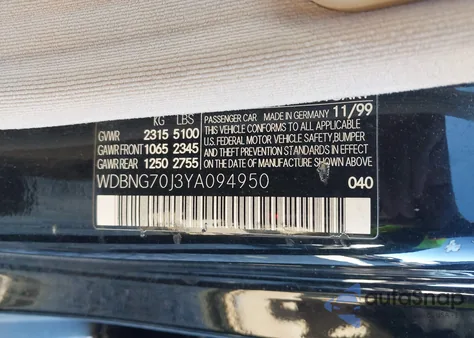 KG LBS
GVWR 2315 5100
GAWR FRONT 1065 2345
GAWR REAR 1250 2755
PASSENGER CAR MADE IN GERMANY 11/99
THIS VEHICLE CONFORMS TO ALL APPLICABLE
U.S. FEDERAL MOTOR VEHICLE SAFETY, BUMPER
AND THEFT PREVENTION STANDARDS IN EFFECT
ON THE DATE OF MANUFACTURE SHOWN ABOVE
WDBNG70J3YA094950 040
autoSnap